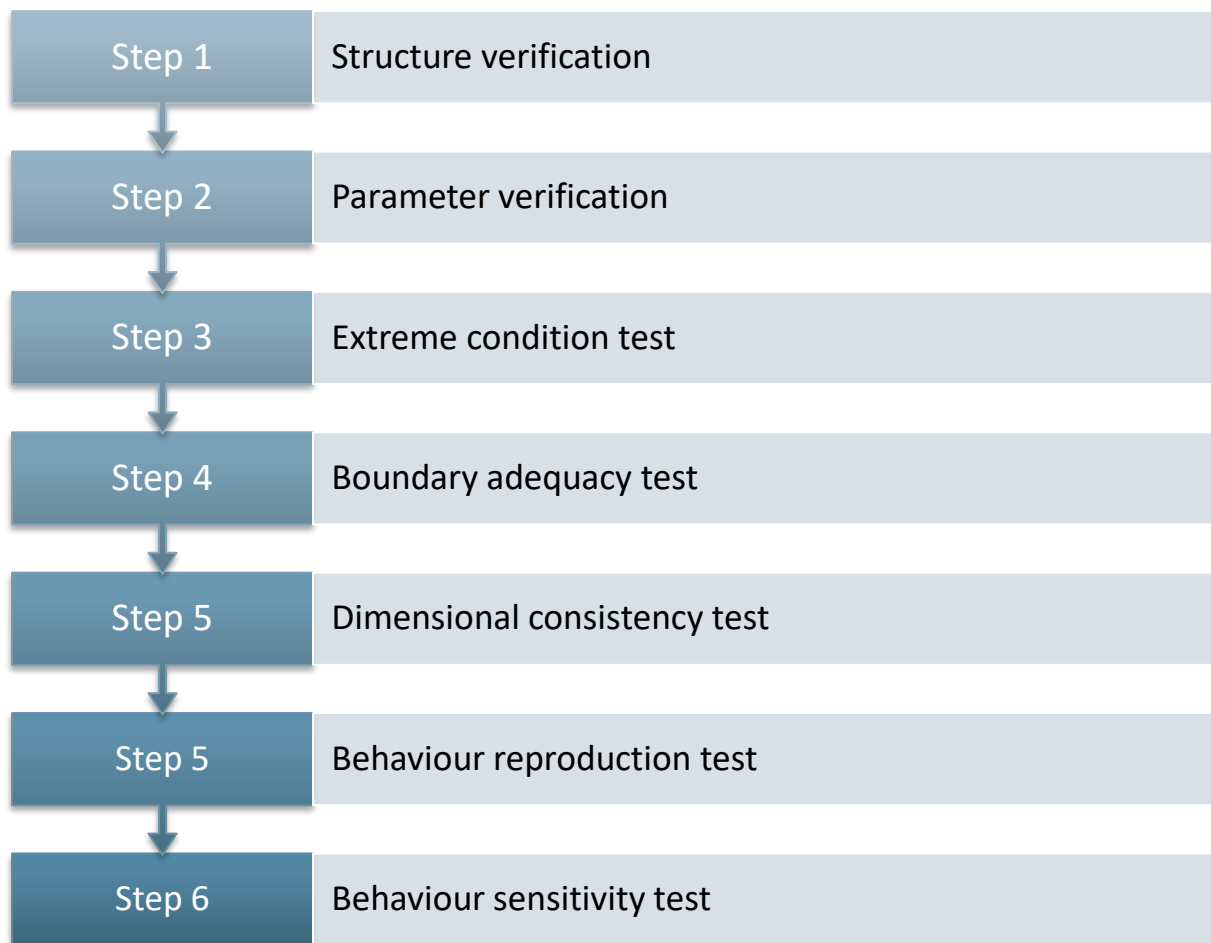 Step 1 Structure verification
Step 2 Parameter verification
Step 3 Extreme condition test
Step 4 Boundary adequacy test
Step 5 Dimensional consistency test
Step 5 Behaviour reproduction test
Step 6 Behaviour sensitivity test